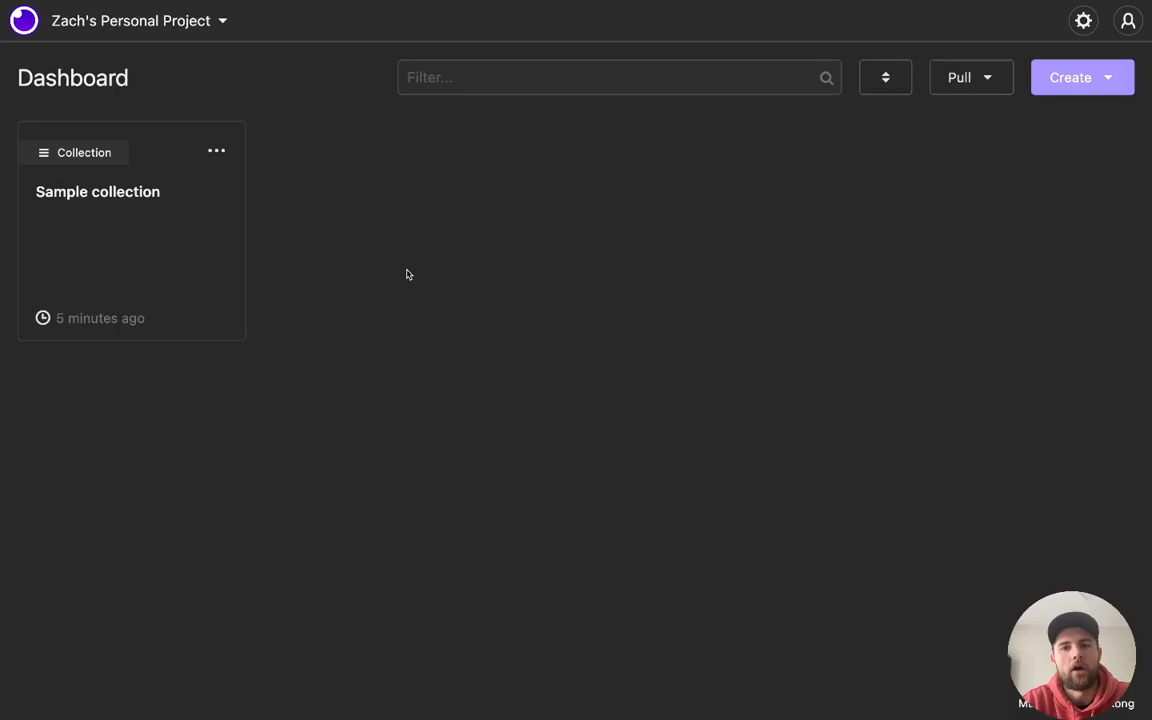 Zach's Personal Project
Dashboard
Filter...
Pull
Create
Collection
Sample collection
5 minutes ago